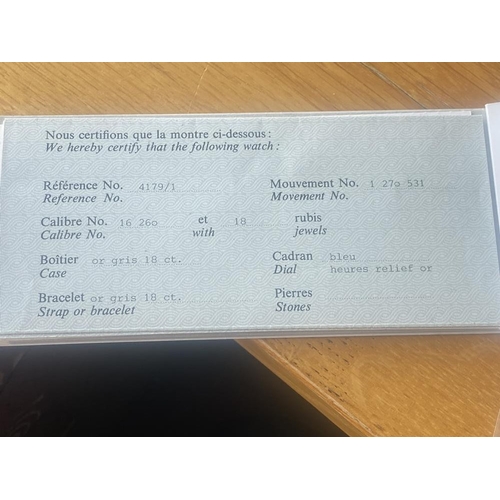 Nous certifions que la montre ci-dessous:
We hereby certify that the following watch:
Référence No. 4179/1 Mouvement No. 1 270 531
Reference No. Movement No.
Calibre No. 16 260 et 18 rubis
Calibre No. with jewels
Boîtier or gris 18 ct. Cadran bleu
Case Dial heures relief or
Bracelet or gris 18 ct. Pierres
Strap or bracelet Stones